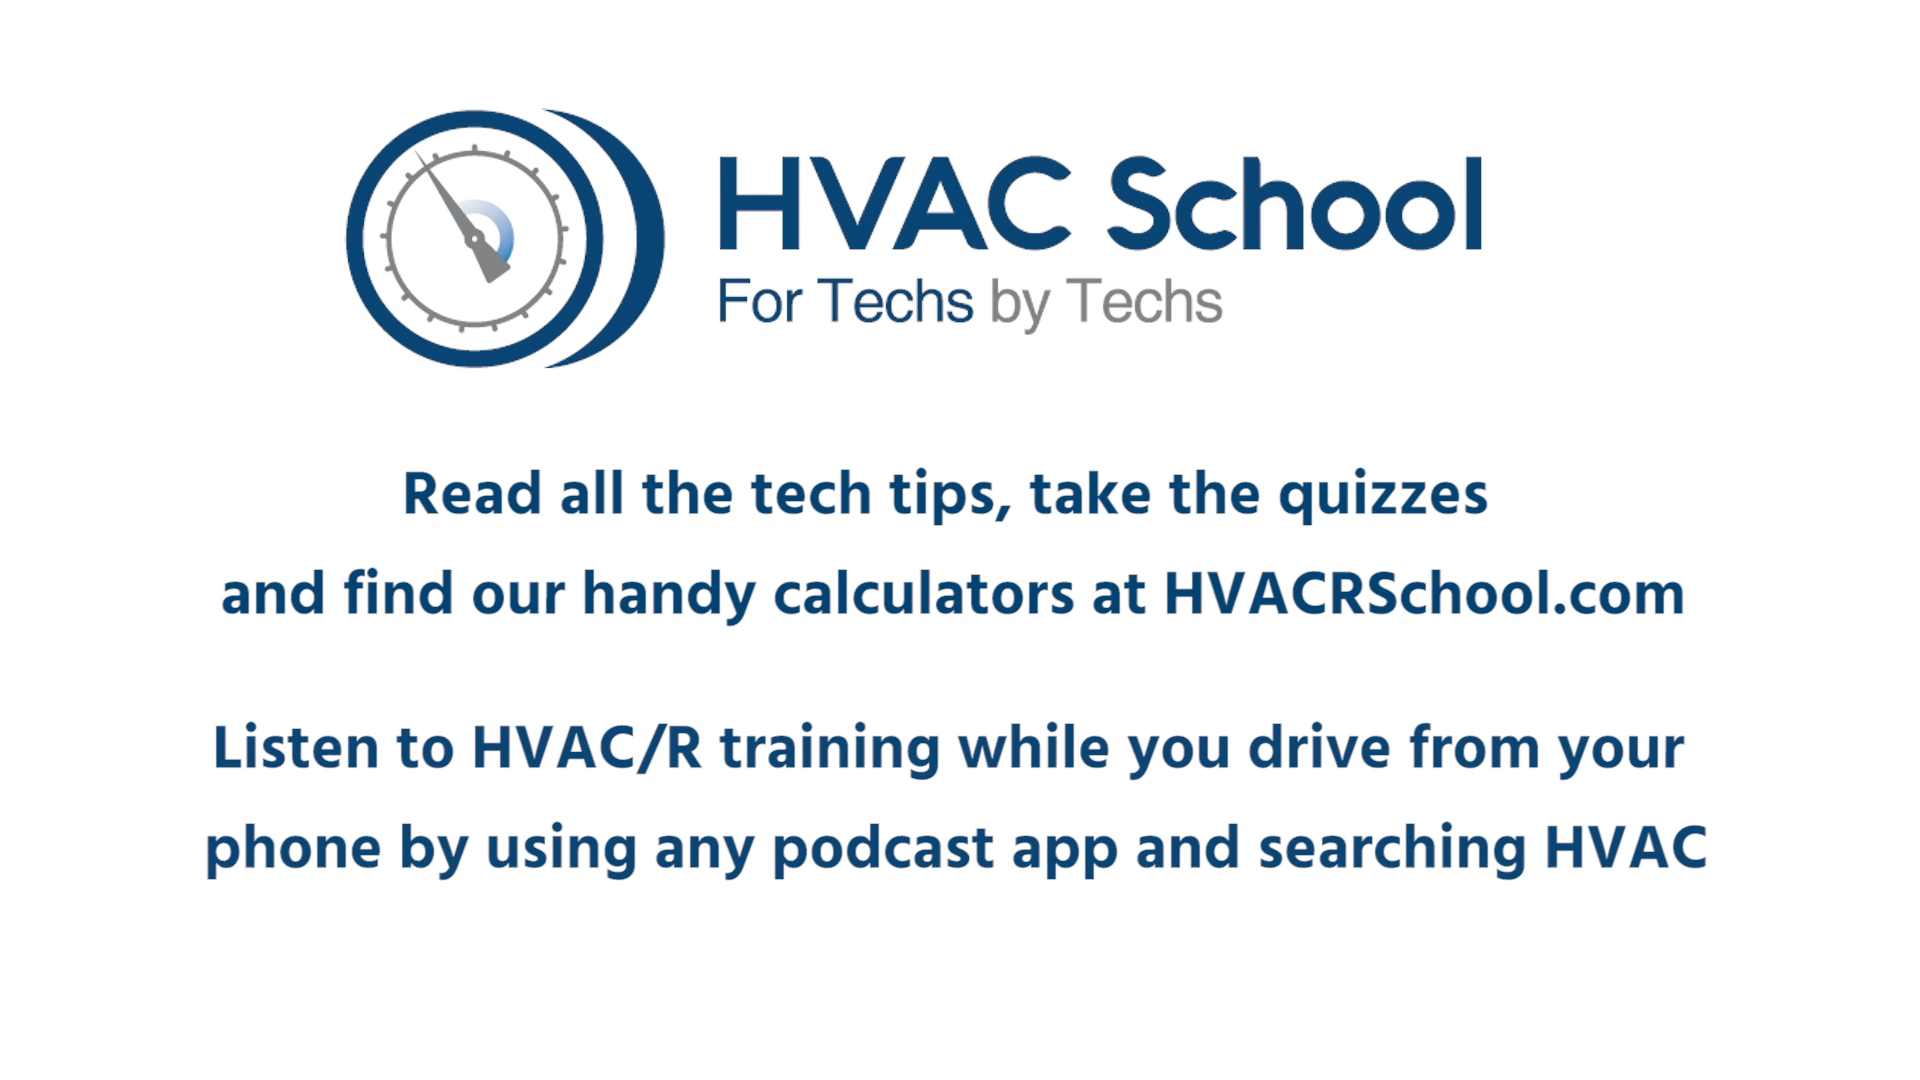 HVAC School
For Techs by Techs
Read all the tech tips, take the quizzes
and find our handy calculators at HVACRSchool.com
Listen to HVAC/R training while you drive from your
phone by using any podcast app and searching HVAC